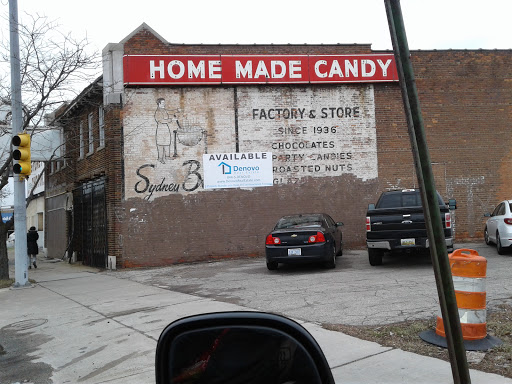 HOME MADE CANDY
FACTORY & STORE
SINCE 1936
CHOCOLATES
PARTY CANDIES
ROASTED NUTS
Sydney
AVAILABLE
Denovo